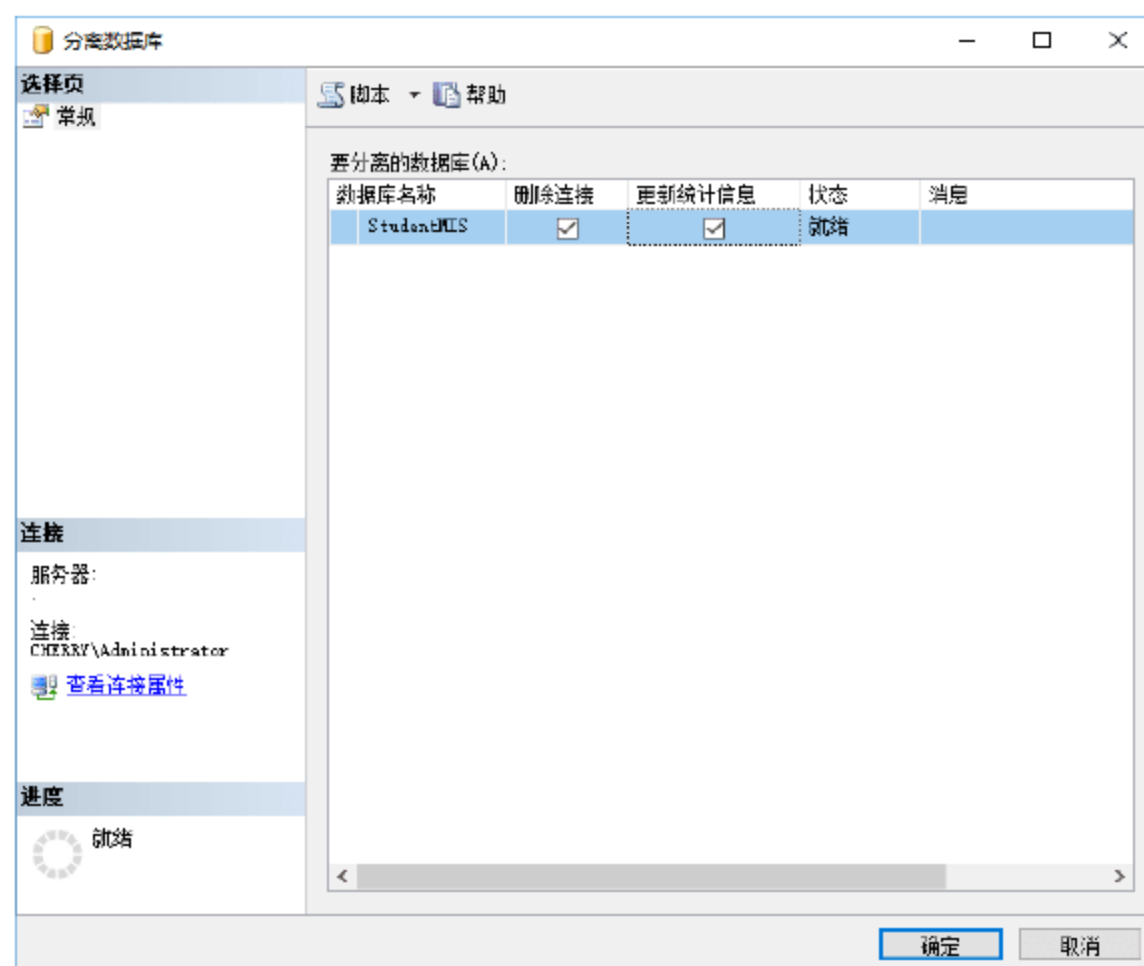 分离数据库
选择页
常规
脚本 帮助
要分离的数据库(A):
数据库名称 删除连接 更新统计信息 状态 消息
StudentMIS 就绪
连接
服务器:
.
连接:
CHERRY\Administrator
查看连接属性
进度
就绪
确定 取消